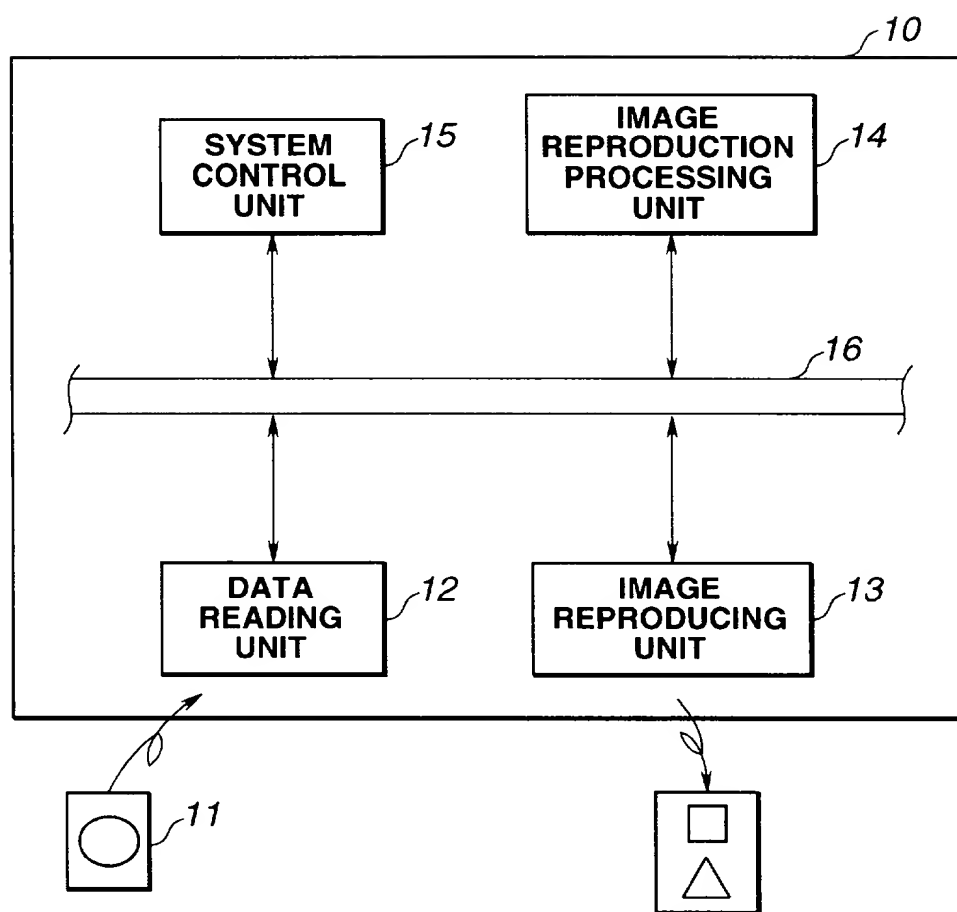 10
SYSTEM
CONTROL
UNIT
15
IMAGE
REPRODUCTION
PROCESSING
UNIT
14
16
DATA
READING
UNIT
12
IMAGE
REPRODUCING
UNIT
13
11